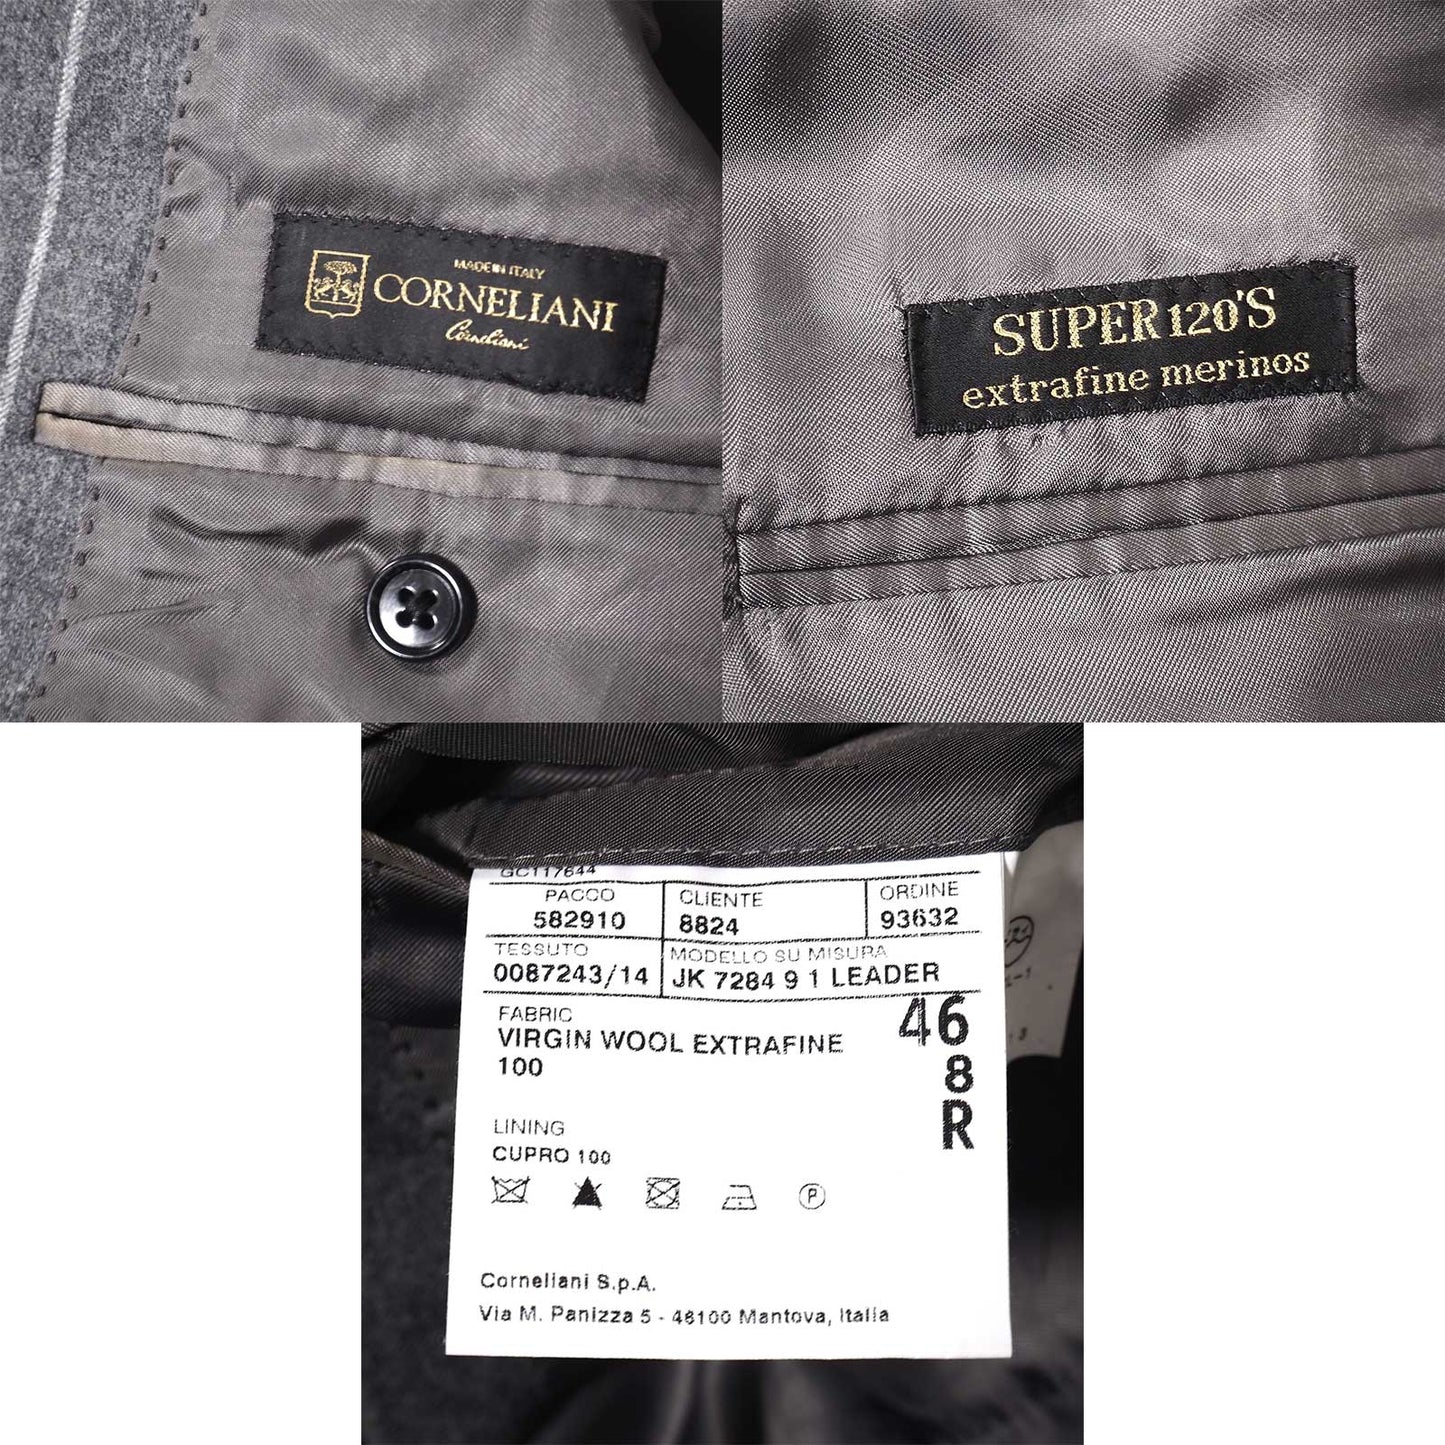 MADE IN ITALY
CORNELIANI
Corneliani
SUPER 120'S
extrafine merinos
GC117644
PACCO CLIENTE ORDINE
582910 8824 93632
TESSUTO MODELLO SU MISURA
0087243/14 JK 7284 9 1 LEADER
FABRIC
VIRGIN WOOL EXTRAFINE
100
46
8
R
LINING
CUPRO 100
P
Corneliani S.p.A.
Via M. Panizza 5 - 46100 Mantova, Italia